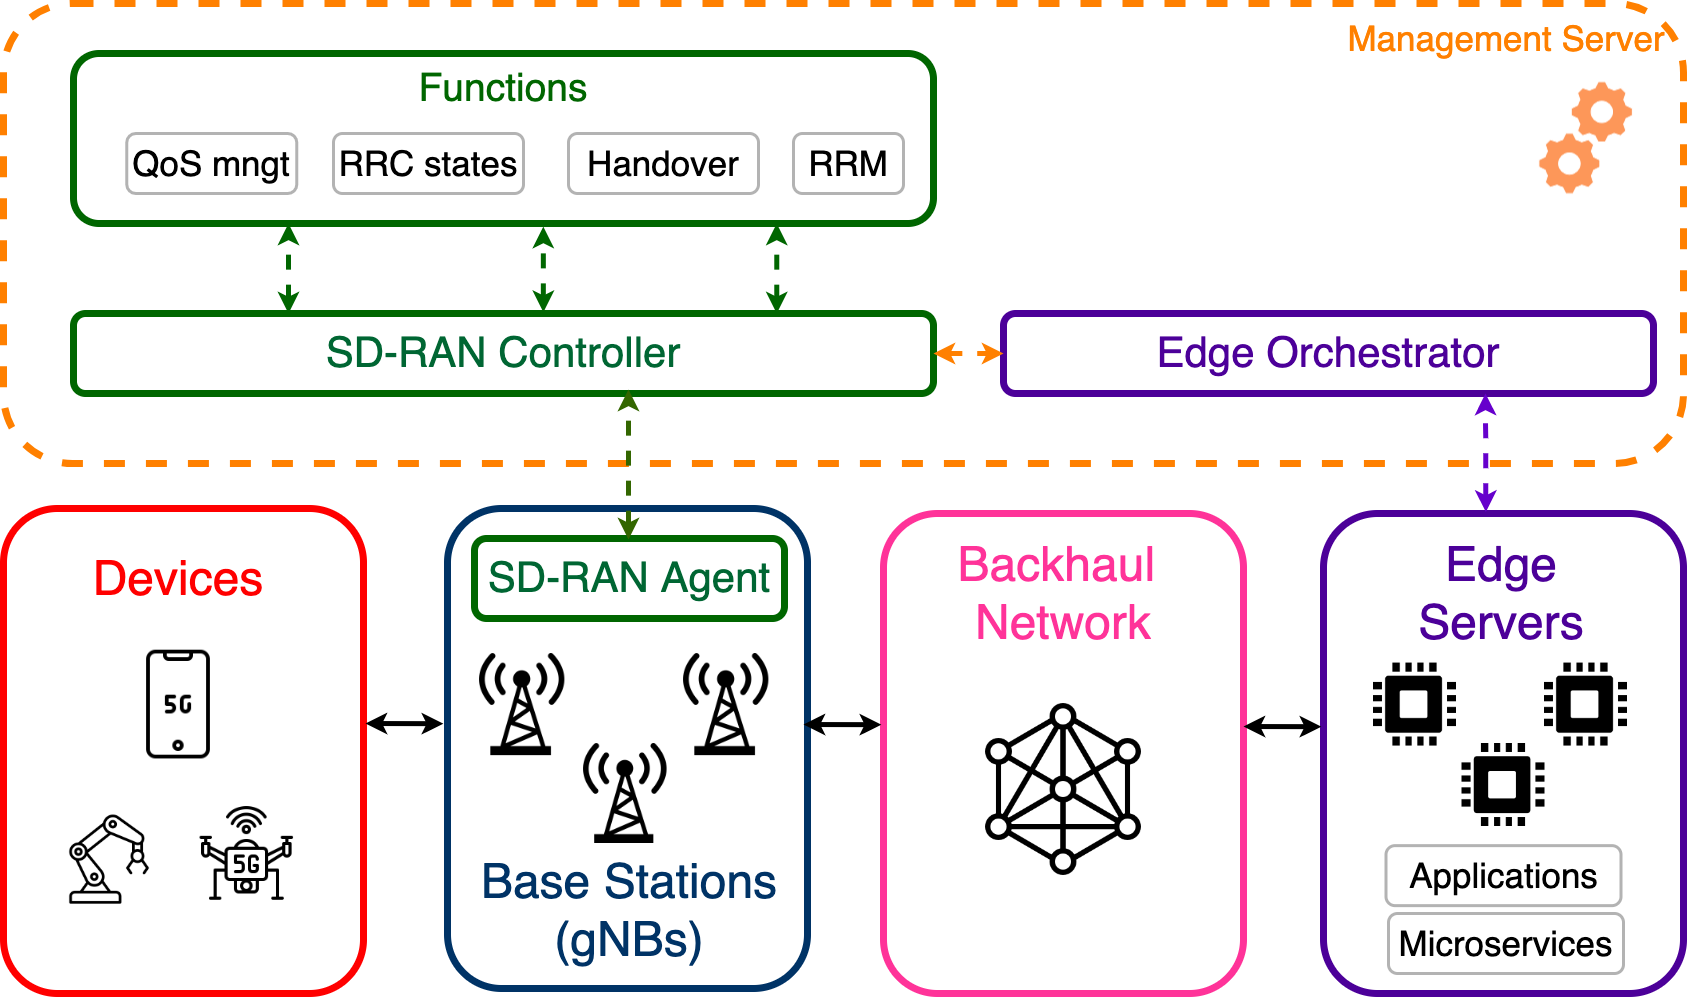 Management Server
Functions
QoS mngt
RRC states
Handover
RRM
SD-RAN Controller
Edge Orchestrator
Devices
5G
5G
SD-RAN Agent
Base Stations
(gNBs)
Backhaul
Network
Edge
Servers
Applications
Microservices